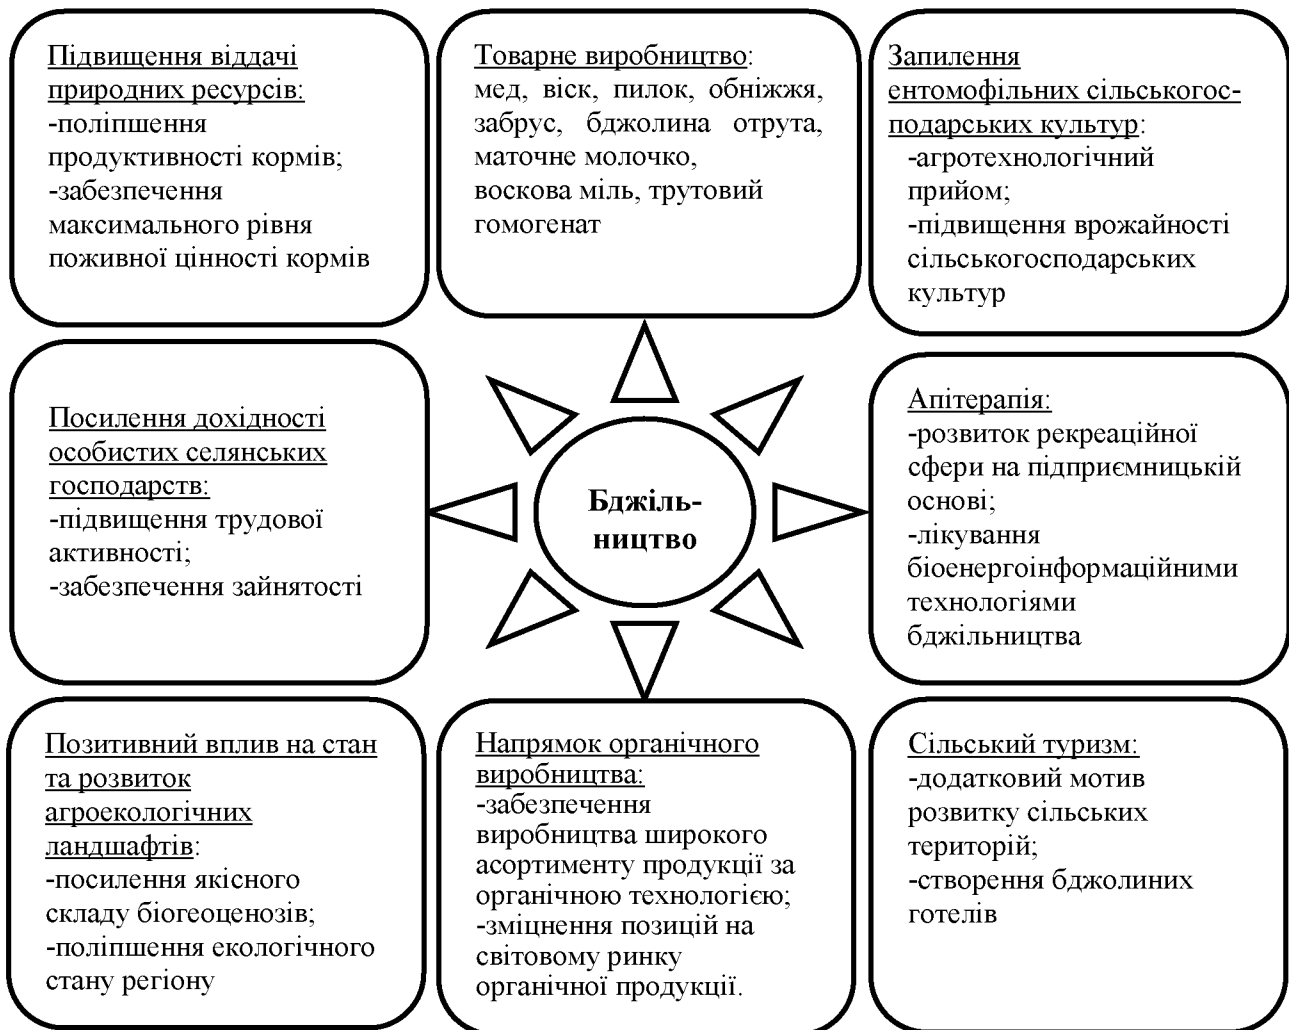 Підвищення віддачі
природних ресурсів:
-поліпшення
продуктивності кормів;
-забезпечення
максимального рівня
поживної цінності кормів
Товарне виробництво:
мед, віск, пилок, обніжжя,
забрус, бджолина отрута,
маточне молочко,
воскова міль, трутовий
гомогенат
Запилення
ентомофільних сільськогос-
подарських культур:
-агротехнологічний
прийом;
-підвищення врожайності
сільськогосподарських
культур
Посилення дохідності
особистих селянських
господарств:
-підвищення трудової
активності;
-забезпечення зайнятості
Бджіль-
ництво
Апітерапія:
-розвиток рекреаційної
сфери на підприємницькій
основі;
-лікування
біоенергоінформаційними
технологіями
бджільництва
Позитивний вплив на стан
та розвиток
агроекологічних
ландшафтів:
-посилення якісного
складу біогеоценозів;
-поліпшення екологічного
стану регіону
Напрямок органічного
виробництва:
-забезпечення
виробництва широкого
асортименту продукції за
органічною технологією;
-зміцнення позицій на
світовому ринку
органічної продукції.
Сільський туризм:
-додатковий мотив
розвитку сільських
територій;
-створення бджолиних
готелів